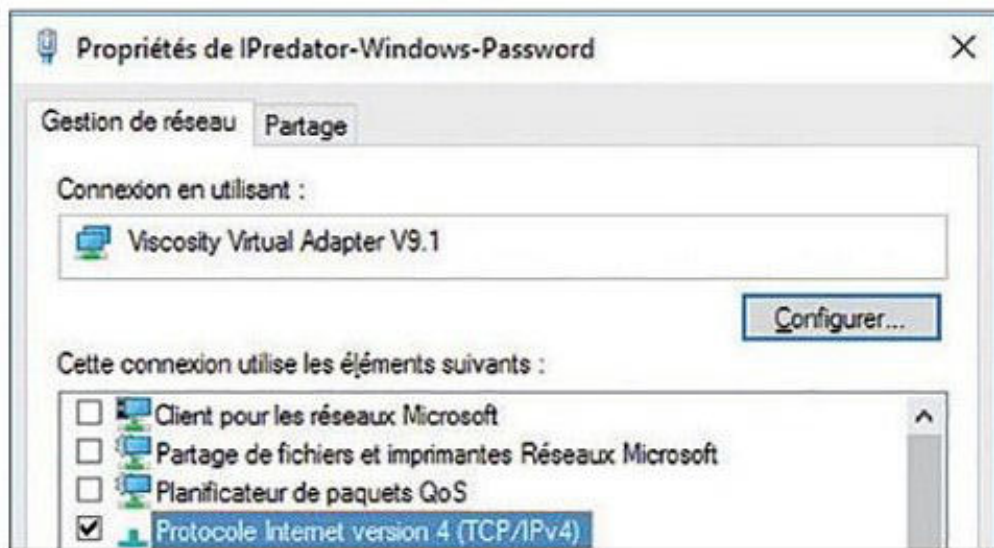 Propriétés de IPredator-Windows-Password
Gestion de réseau
Partage
Connexion en utilisant :
Viscosity Virtual Adapter V9.1
Configurer...
Cette connexion utilise les éléments suivants :
Client pour les réseaux Microsoft
Partage de fichiers et imprimantes Réseaux Microsoft
Planificateur de paquets QoS
Protocole Internet version 4 (TCP/IPv4)